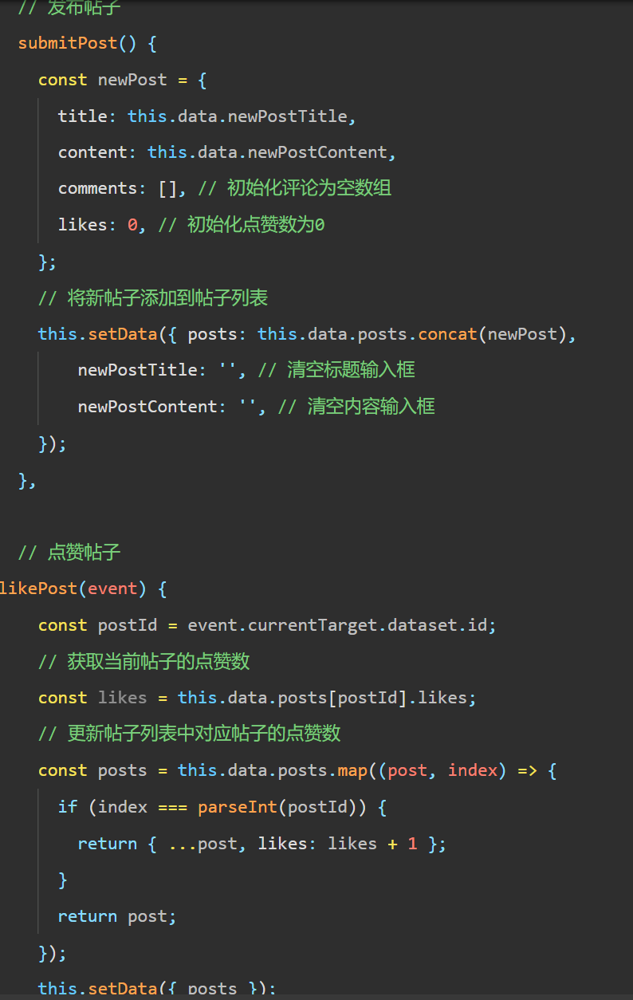 // 发布帖子
submitPost() {
const newPost = {
title: this.data.newPostTitle,
content: this.data.newPostContent,
comments: [], // 初始化评论为空数组
likes: 0, // 初始化点赞数为0
};
// 将新帖子添加到帖子列表
this.setData({ posts: this.data.posts.concat(newPost),
newPostTitle: '', // 清空标题输入框
newPostContent: '', // 清空内容输入框
});
},
// 点赞帖子
likePost(event) {
const postId = event.currentTarget.dataset.id;
// 获取当前帖子的点赞数
const likes = this.data.posts[postId].likes;
// 更新帖子列表中对应帖子的点赞数
const posts = this.data.posts.map((post, index) => {
if (index === parseInt(postId)) {
return { ...post, likes: likes + 1 };
}
return post;
});
this.setData({ posts });